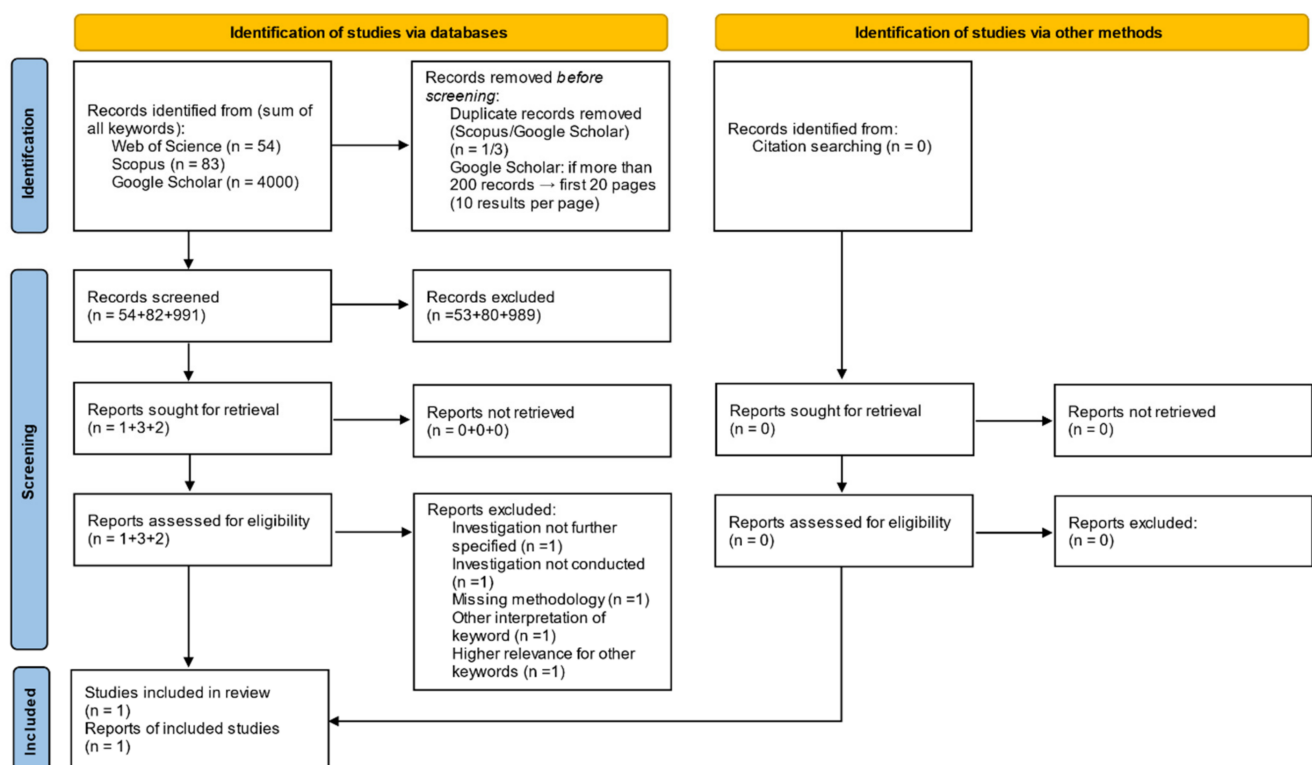 Identification of studies via databases
Identification of studies via other methods
Identifcation
Records identified from (sum of
all keywords):
Web of Science (n = 54)
Scopus (n = 83)
Google Scholar (n = 4000)
Records removed before
screening:
Duplicate records removed
(Scopus/Google Scholar)
(n = 1/3)
Google Scholar: if more than
200 records → first 20 pages
(10 results per page)
Records identified from:
Citation searching (n = 0)
Screening
Records screened
(n = 54+82+991)
Records excluded
(n =53+80+989)
Reports sought for retrieval
(n = 1+3+2)
Reports not retrieved
(n = 0+0+0)
Reports sought for retrieval
(n = 0)
Reports not retrieved
(n = 0)
Reports assessed for eligibility
(n = 1+3+2)
Reports excluded:
Investigation not further
specified (n =1)
Investigation not conducted
(n =1)
Missing methodology (n =1)
Other interpretation of
keyword (n =1)
Higher relevance for other
keywords (n =1)
Reports assessed for eligibility
(n = 0)
Reports excluded:
(n = 0)
Included
Studies included in review
(n = 1)
Reports of included studies
(n = 1)